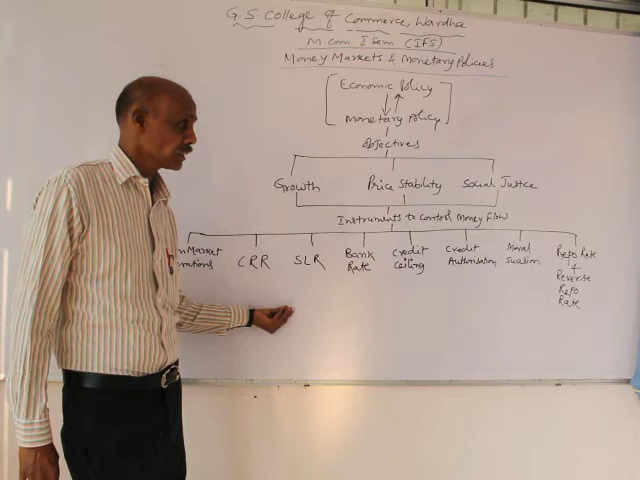 G.S. College of Commerce, Wardha
M.com I Sem (IFS)
Money Markets & Monetary Policies
Economic Policy
Monetary Policy
Objectives
Growth Price Stability Social Justice
Instruments to Control Money Flow
Market CRR SLR Bank Credit Credit Moral Repo Rate
Rate Ceiling Authorisation Suasion &
Reverse
Repo
Rate